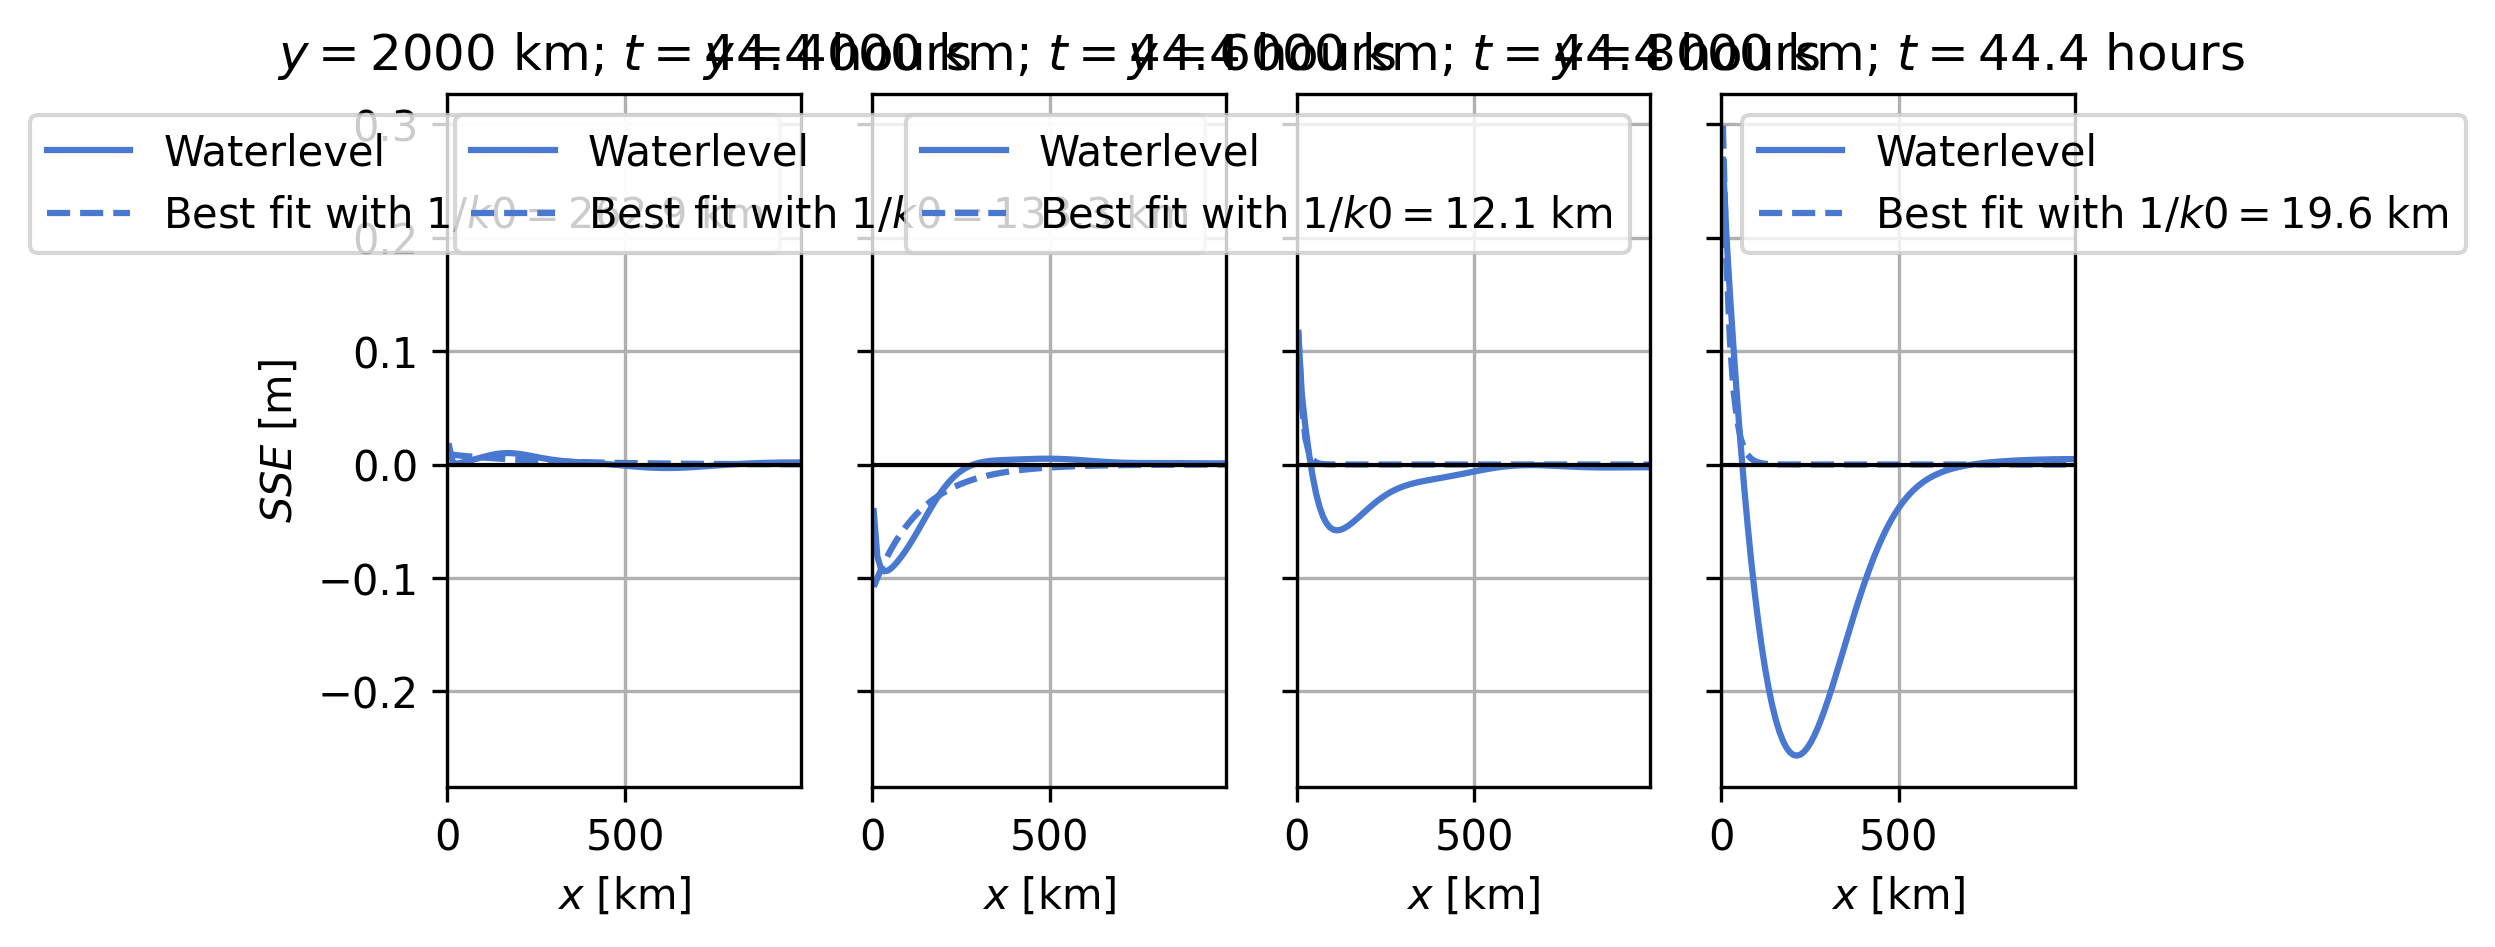 y = 2000 km; t = 44.4 hours
y = 4000 km; t = 44.4 hours
y = 6000 km; t = 44.4 hours
y = 8000 km; t = 44.4 hours
Waterlevel
Best fit with 1/k0 = km
Waterlevel
Best fit with 1/k0 = km
Waterlevel
Best fit with 1/k0 = 12.1 km
Waterlevel
Best fit with 1/k0 = 19.6 km
SSE [m]
0.3
0.2
0.1
0.0
−0.1
−0.2
0
500
0
500
0
500
0
500
x [km]
x [km]
x [km]
x [km]